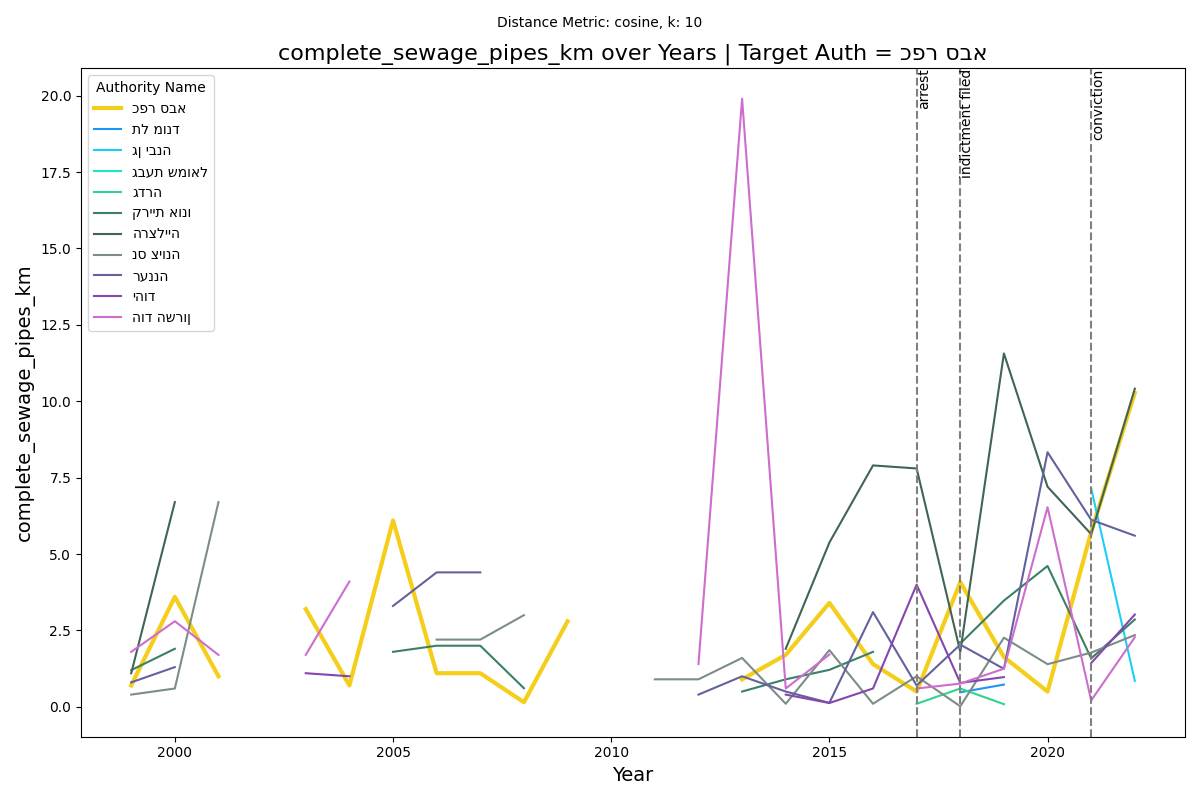 Distance Metric: cosine, k: 10
complete_sewage_pipes_km over Years | Target Auth = כפר סבא
Authority Name
כפר סבא
תל מונד
גן יבנה
גבעת שמואל
גדרה
קריית אונו
הרצלייה
נס ציונה
רעננה
יהוד
הוד השרון
arrest
indictment filed
conviction
complete_sewage_pipes_km
20.0
17.5
15.0
12.5
10.0
7.5
5.0
2.5
0.0
2000
2005
2010
2015
2020
Year